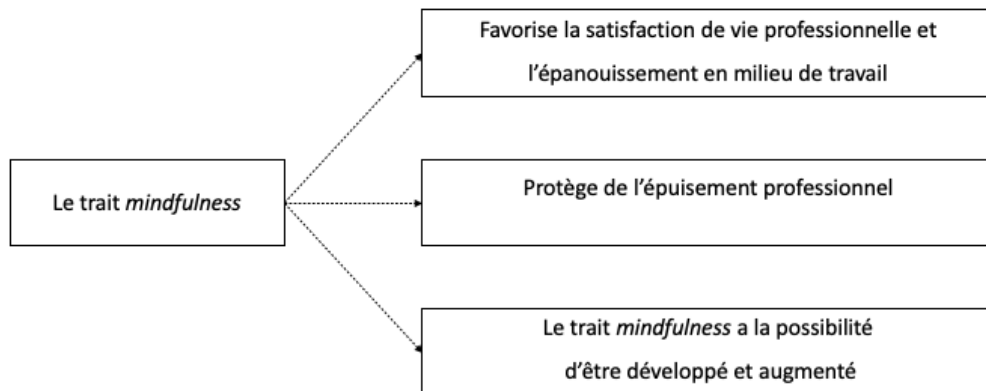 Favorise la satisfaction de vie professionnelle et
l'épanouissement en milieu de travail
Le trait mindfulness
Protège de l'épuisement professionnel
Le trait mindfulness a la possibilité
d'être développé et augmenté